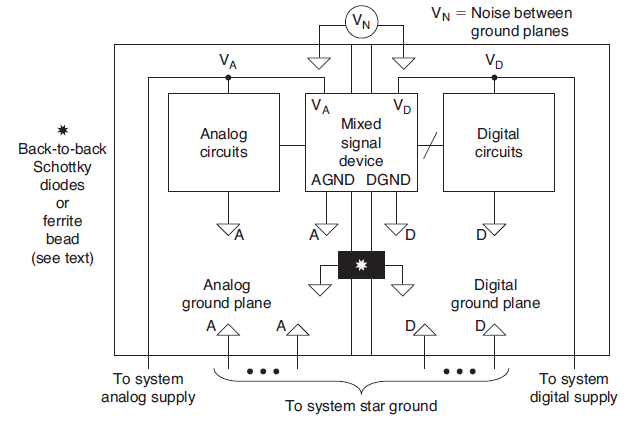 V_N
V_N = Noise between
ground planes
V_A
V_D
V_A
V_D
Analog
circuits
Mixed
signal
device
AGND DGND
Digital
circuits
✸
Back-to-back
Schottky
diodes
or
ferrite
bead
(see text)
A
A
D
D
✸
Analog
ground plane
Digital
ground plane
A
A
D
D
To system
analog supply
To system star ground
To system
digital supply